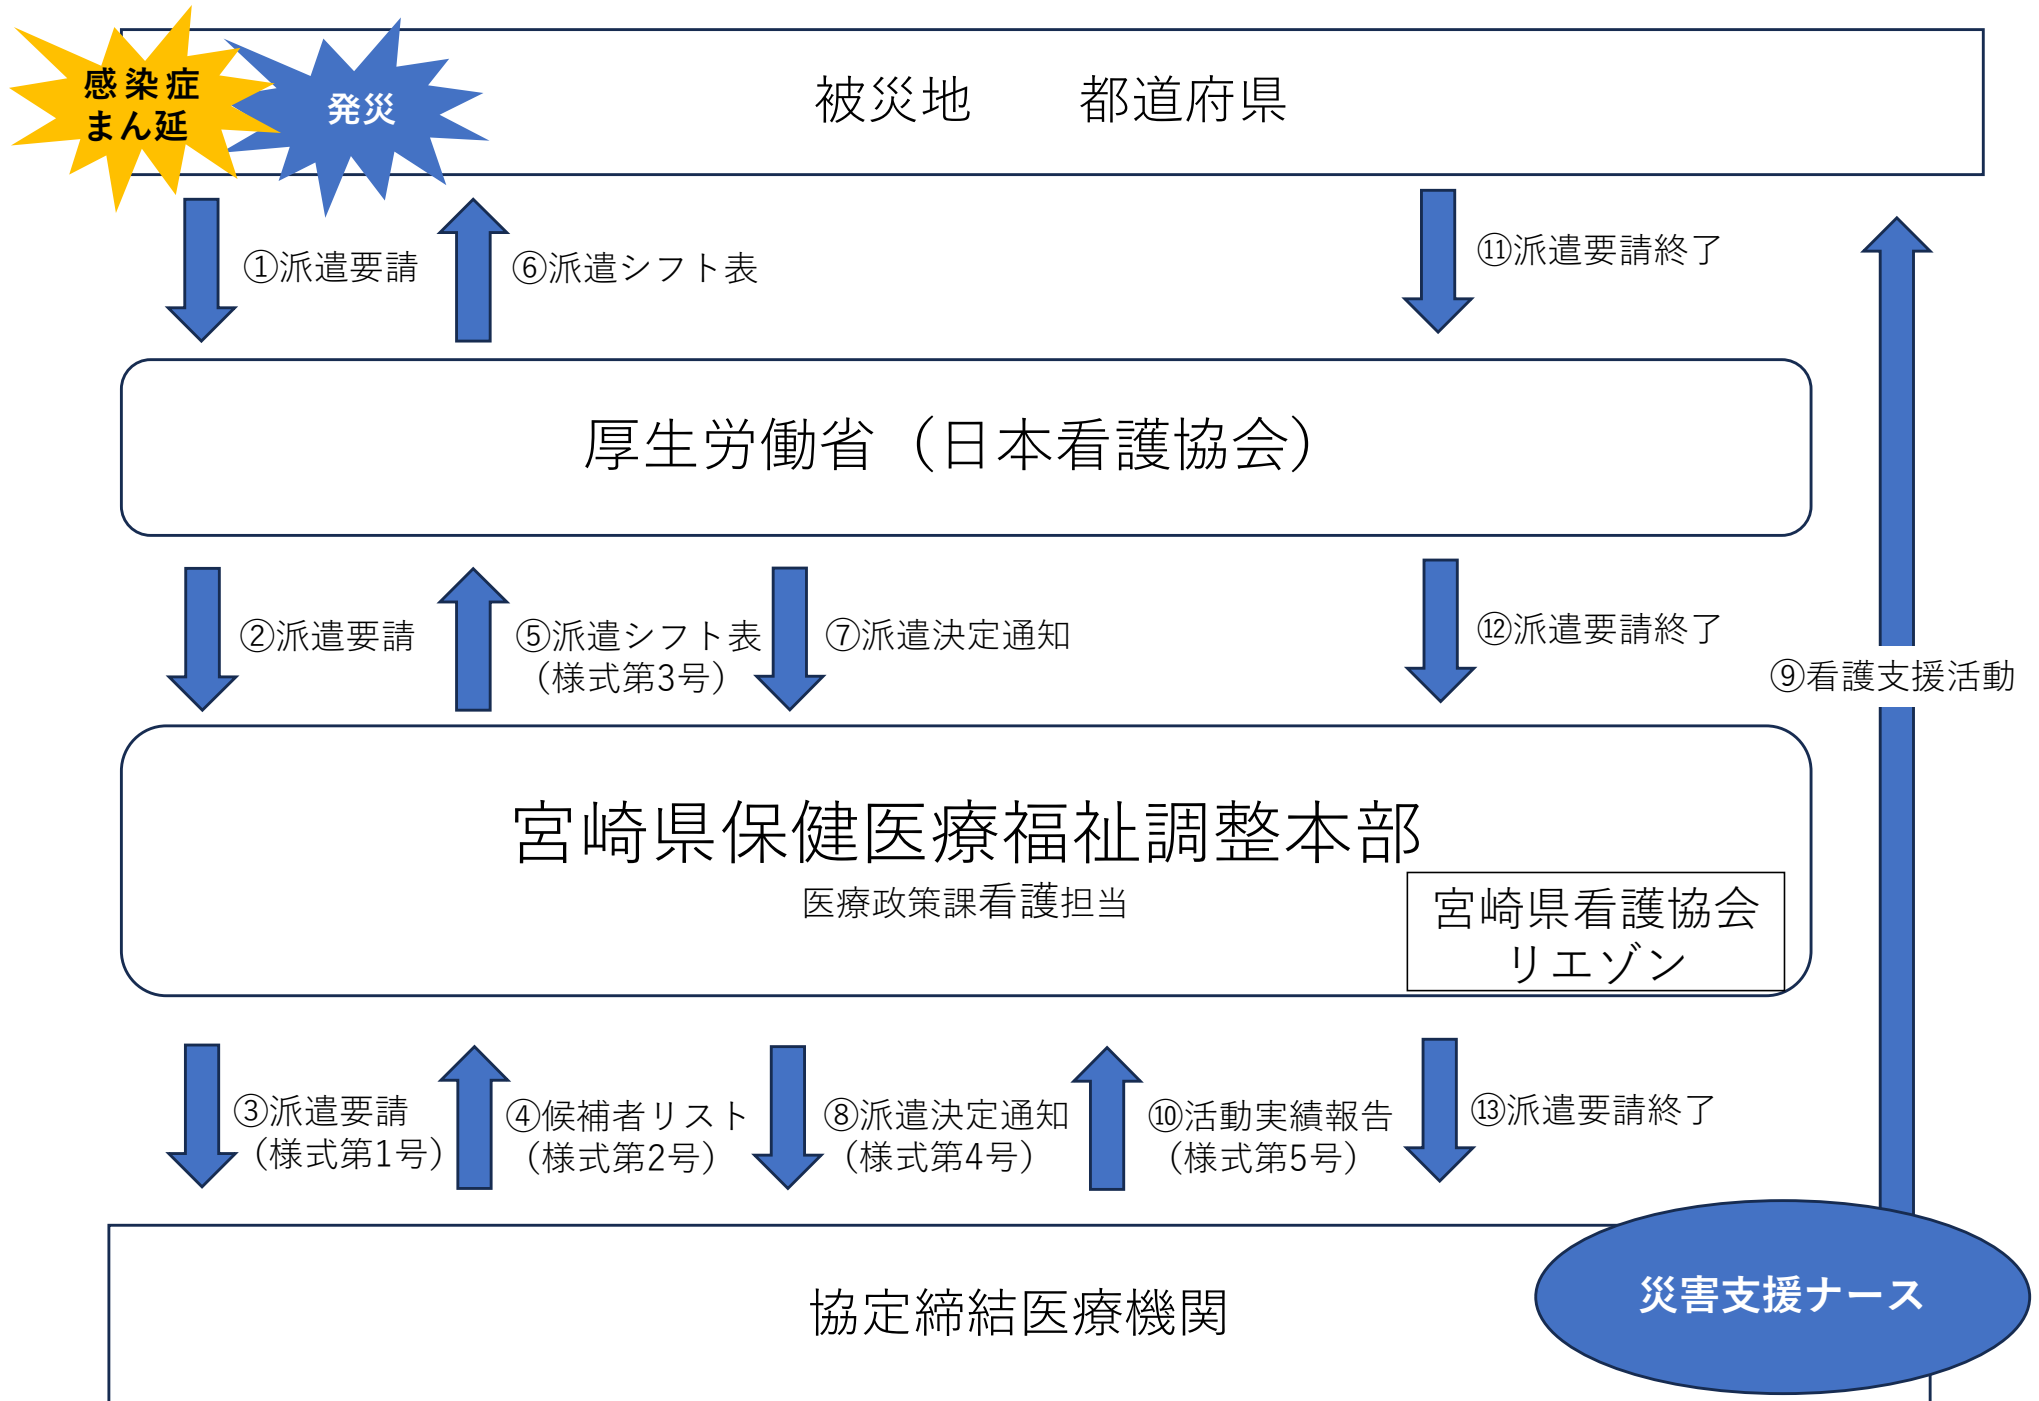 感染症
まん延
発災
被災地　　都道府県
①派遣要請
⑥派遣シフト表
⑪派遣要請終了
厚生労働省（日本看護協会）
②派遣要請
⑤派遣シフト表
（様式第3号）
⑦派遣決定通知
⑫派遣要請終了
⑨看護支援活動
宮崎県保健医療福祉調整本部
医療政策課看護担当
宮崎県看護協会
リエゾン
③派遣要請
（様式第1号）
④候補者リスト
（様式第2号）
⑧派遣決定通知
（様式第4号）
⑩活動実績報告
（様式第5号）
⑬派遣要請終了
協定締結医療機関
災害支援ナース